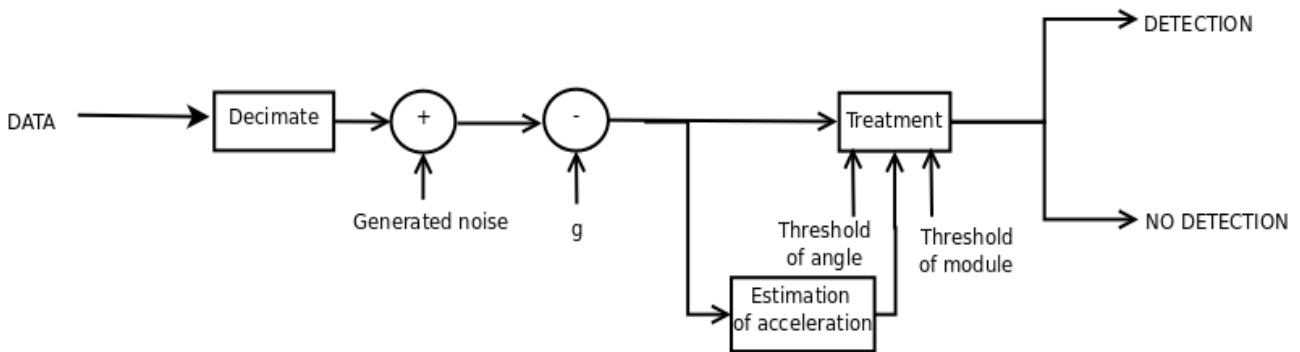 DETECTION
DATA
Decimate
+
-
Treatment
Generated noise
g
Threshold
of angle
Threshold
of module
NO DETECTION
Estimation
of acceleration